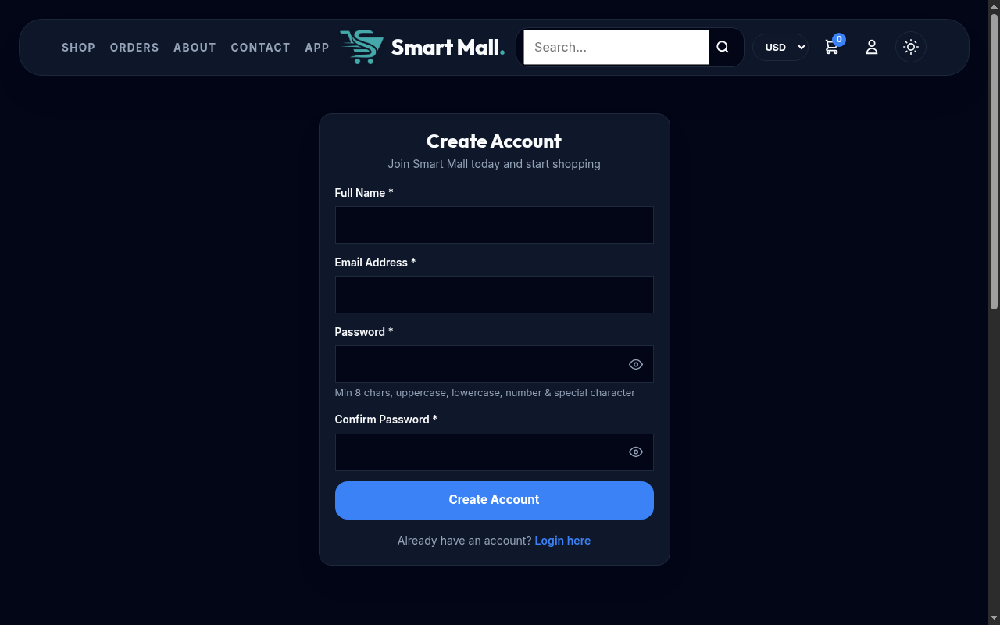 SHOP ORDERS ABOUT CONTACT APP Smart Mall. Search... USD 0
Create Account
Join Smart Mall today and start shopping
Full Name *
Email Address *
Password *
Min 8 chars, uppercase, lowercase, number & special character
Confirm Password *
Create Account
Already have an account? Login here